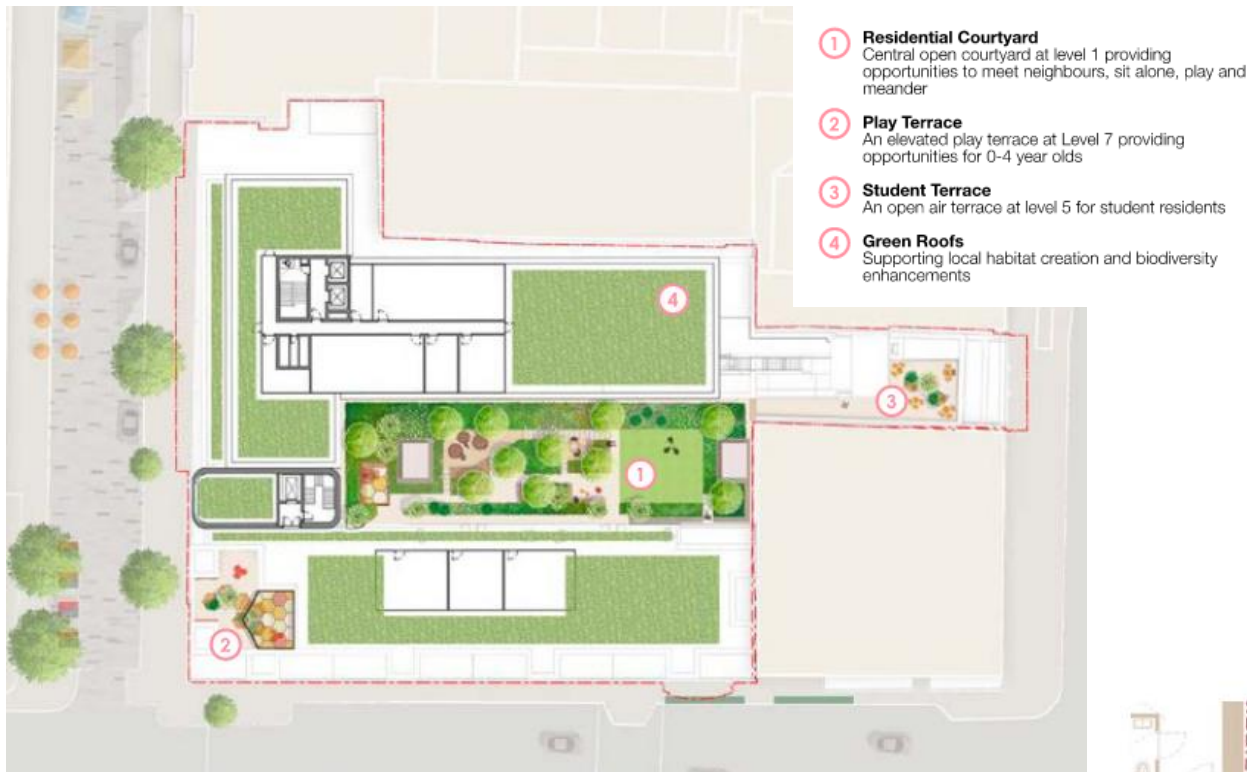 1
Residential Courtyard
Central open courtyard at level 1 providing
opportunities to meet neighbours, sit alone, play and
meander
2
Play Terrace
An elevated play terrace at Level 7 providing
opportunities for 0-4 year olds
3
Student Terrace
An open air terrace at level 5 for student residents
4
Green Roofs
Supporting local habitat creation and biodiversity
enhancements
4
3
1
2